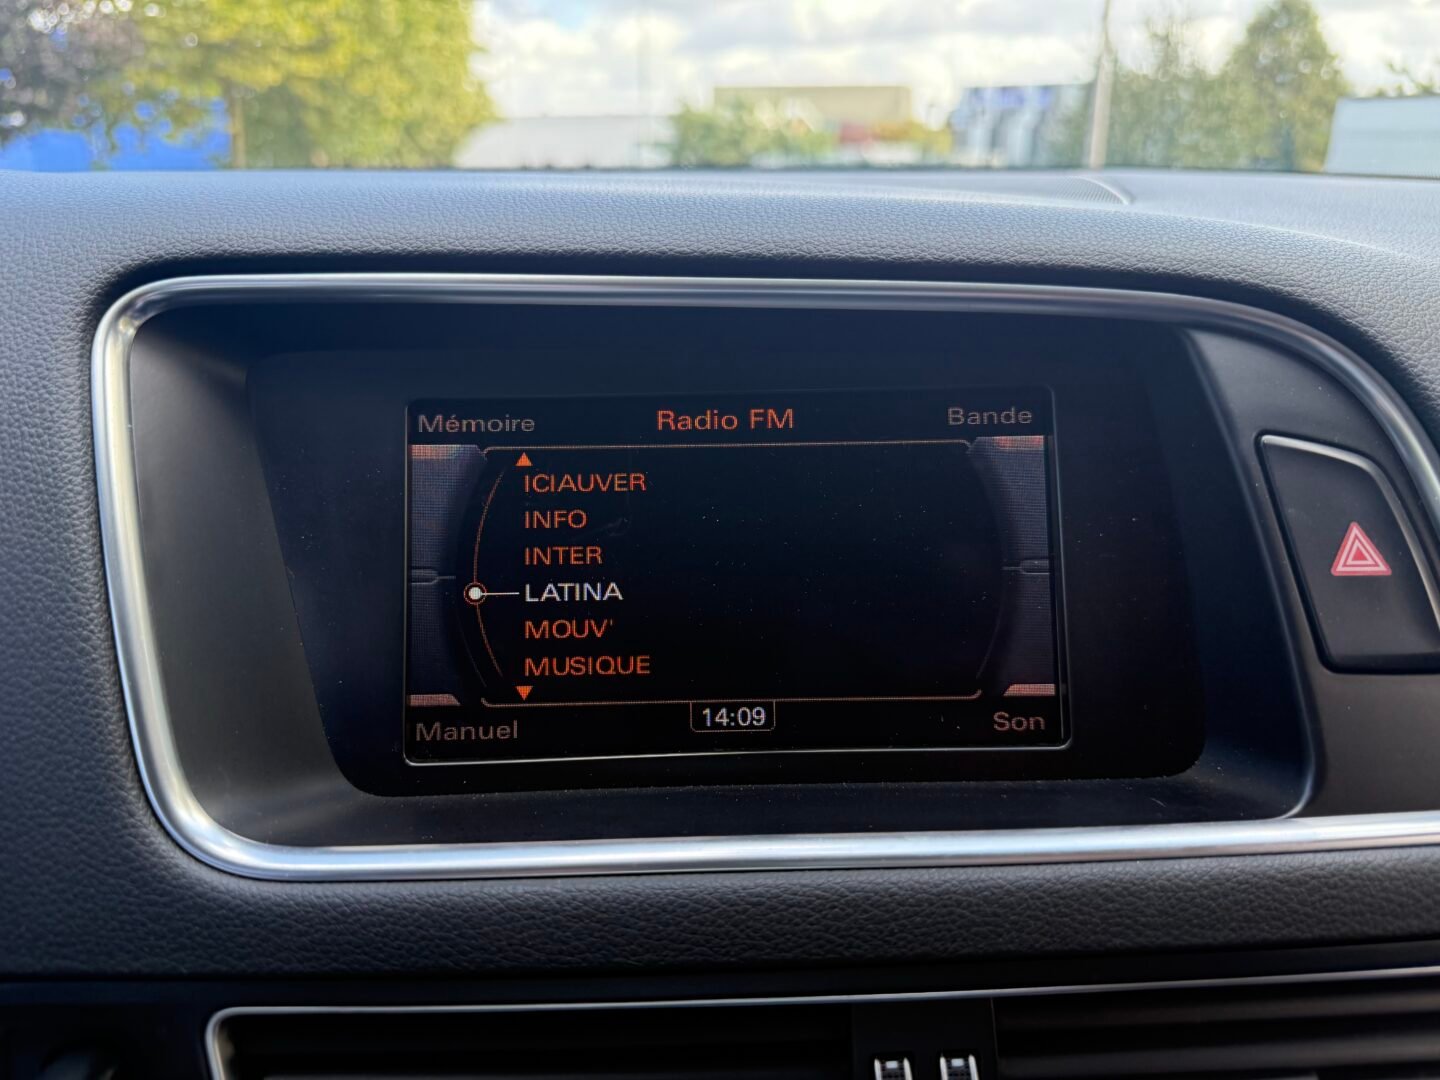 Mémoire Radio FM Bande
ICIAUVER
INFO
INTER
LATINA
MOUV'
MUSIQUE
Manuel 14:09 Son